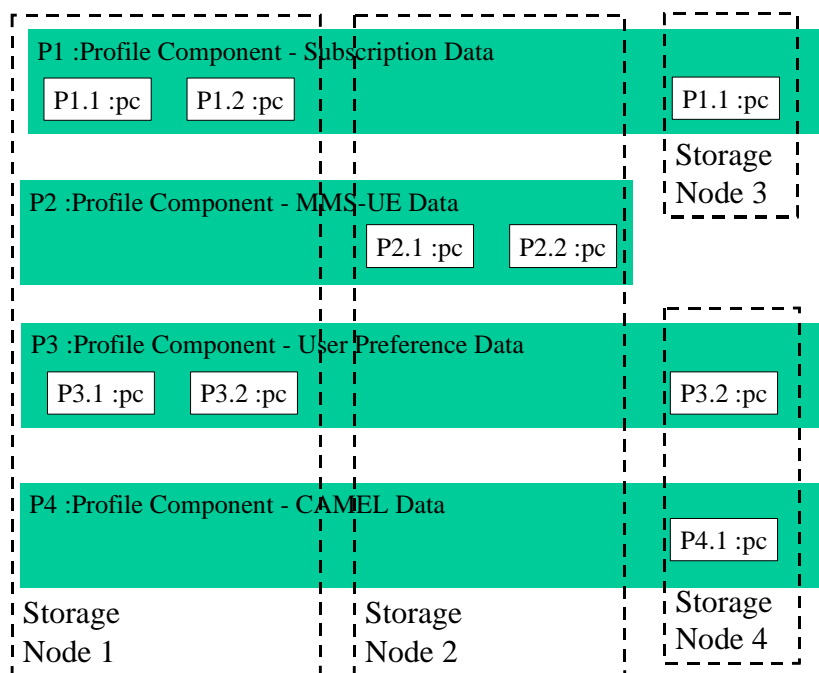 P1 :Profile Component - Subscription Data
P1.1 :pc
P1.2 :pc
P1.1 :pc
Storage
Node 3
P2 :Profile Component - MMS-UE Data
P2.1 :pc
P2.2 :pc
P3 :Profile Component - User Preference Data
P3.1 :pc
P3.2 :pc
P3.2 :pc
P4 :Profile Component - CAMEL Data
P4.1 :pc
Storage
Node 1
Storage
Node 2
Storage
Node 4